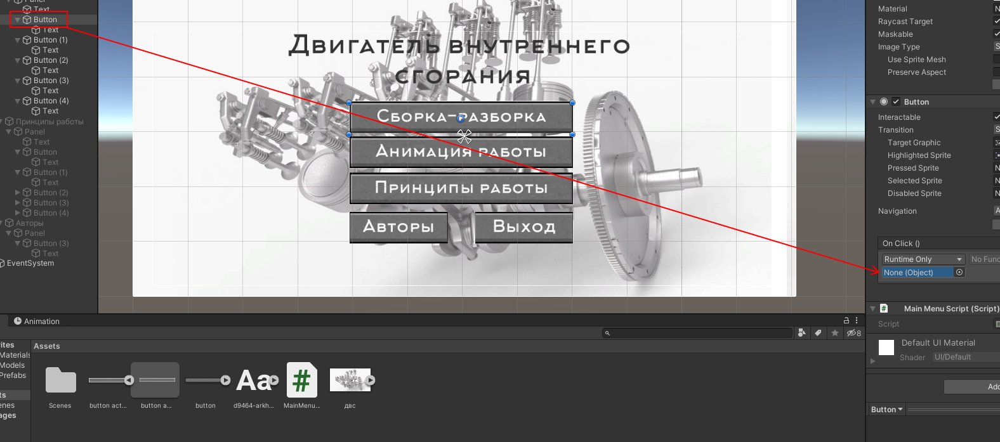 Panel
Text
Button
Text
Button (1)
Text
Button (2)
Text
Button (3)
Text
Button (4)
Text
Принципы работы
Panel
Text
Button
Text
Button (1)
Text
Button (2)
Button (3)
Button (4)
Авторы
Panel
Button (3)
Text
EventSystem
Двигатель внутреннего
сгорания
Сборка-разборка
Анимация работы
Принципы работы
Авторы Выход
Material
Raycast Target
Maskable
Image Type
Use Sprite Mesh
Preserve Aspect
Button
Interactable
Transition
Target Graphic
Highlighted Sprite
Pressed Sprite
Selected Sprite
Disabled Sprite
Navigation
On Click ()
Runtime Only No Func
None (Object)
# Main Menu Script (Script)
Script
Default UI Material
Shader UI/Default
Add
Button
Animation
8
rites
Materials
Models
Prefabs
ts
enes
ages
Assets
Aa #
Scenes button act... button a... button d9464-arkh... MainMenu... двс